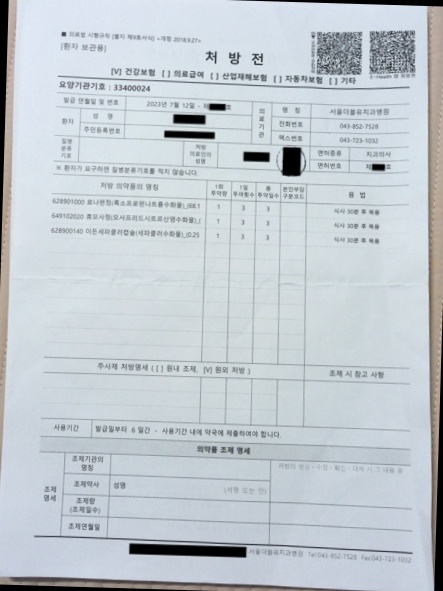 ■ 의료법 시행규칙 [별지 제9호서식] <개정 2018.9.27>
[환자 보관용]
처 방 전
[V] 건강보험 [ ] 의료급여 [ ] 산업재해보험 [ ] 자동차보험 [ ] 기타
요양기관기호 : 33400024
발급 연월일 및 번호 2023년 7월 12일 - 제
의료기관 명 칭 서울더블유치과병원
전화번호 043-852-7528
팩스번호 043-723-1032
환자 성 명
주민등록번호
질병분류기호
처방 의료인의 성명
면허종류 치과의사
면허번호 제
※ 환자가 요구하면 질병분류기호를 적지 않습니다.
처방 의약품의 명칭 1회 투약량 1일 투여횟수 총 투약일수 본인부담 구분코드 용 법
628901000 로나펜정(록소프로펜나트륨수화물)_(68.1 1 3 3 식사 30분 후 복용
649102020 휴모사정(모사프리드시트르산염수화물)_( 1 3 3 식사 30분 후 복용
628900140 이든세파클러캡슐(세파클러수화물)_(0.25 1 3 3 식사 30분 후 복용
주사제 처방명세 ( [ ] 원내 조제, [V] 원외 처방 ) 조제 시 참고 사항
사용기간 발급일부터 6 일간 - 사용기간 내에 약국에 제출하여야 합니다.
의약품 조제 명세
조제명세
조제기관의 명칭
처방의 변경ㆍ수정ㆍ확인ㆍ대체 시 그 내용 등
조제약사 성명 (서명 또는 인)
조제량 (조제일수)
조제연월일
서울더블유치과병원 Tel:043-852-7528 Fax:043-723-1032